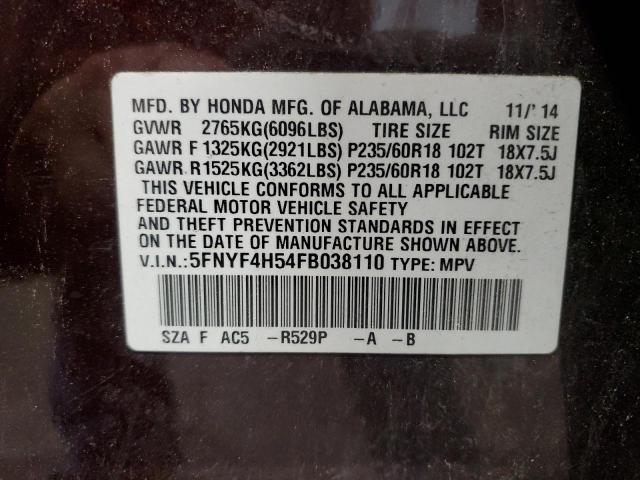 MFD. BY HONDA MFG. OF ALABAMA, LLC 11/'14
GVWR 2765KG(6096LBS) TIRE SIZE RIM SIZE
GAWR F 1325KG(2921LBS) P235/60R18 102T 18X7.5J
GAWR R 1525KG(3362LBS) P235/60R18 102T 18X7.5J
THIS VEHICLE CONFORMS TO ALL APPLICABLE
FEDERAL MOTOR VEHICLE SAFETY
AND THEFT PREVENTION STANDARDS IN EFFECT
ON THE DATE OF MANUFACTURE SHOWN ABOVE.
V.I.N.: 5FNYF4H54FB038110 TYPE: MPV
SZA F AC5 -R529P -A -B